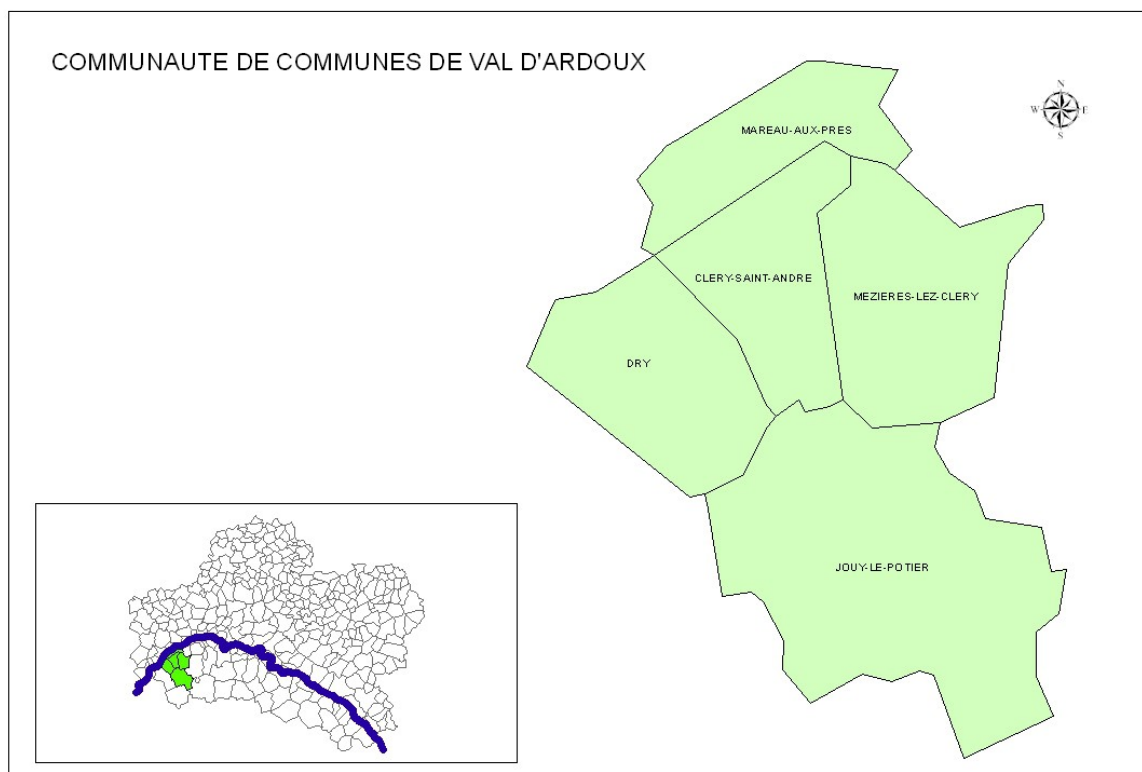 COMMUNAUTE DE COMMUNES DE VAL D'ARDOUX
N
W E
S
MAREAU-AUX-PRES
CLERY-SAINT-ANDRE
MEZIERES-LEZ-CLERY
DRY
JOUY-LE-POTIER